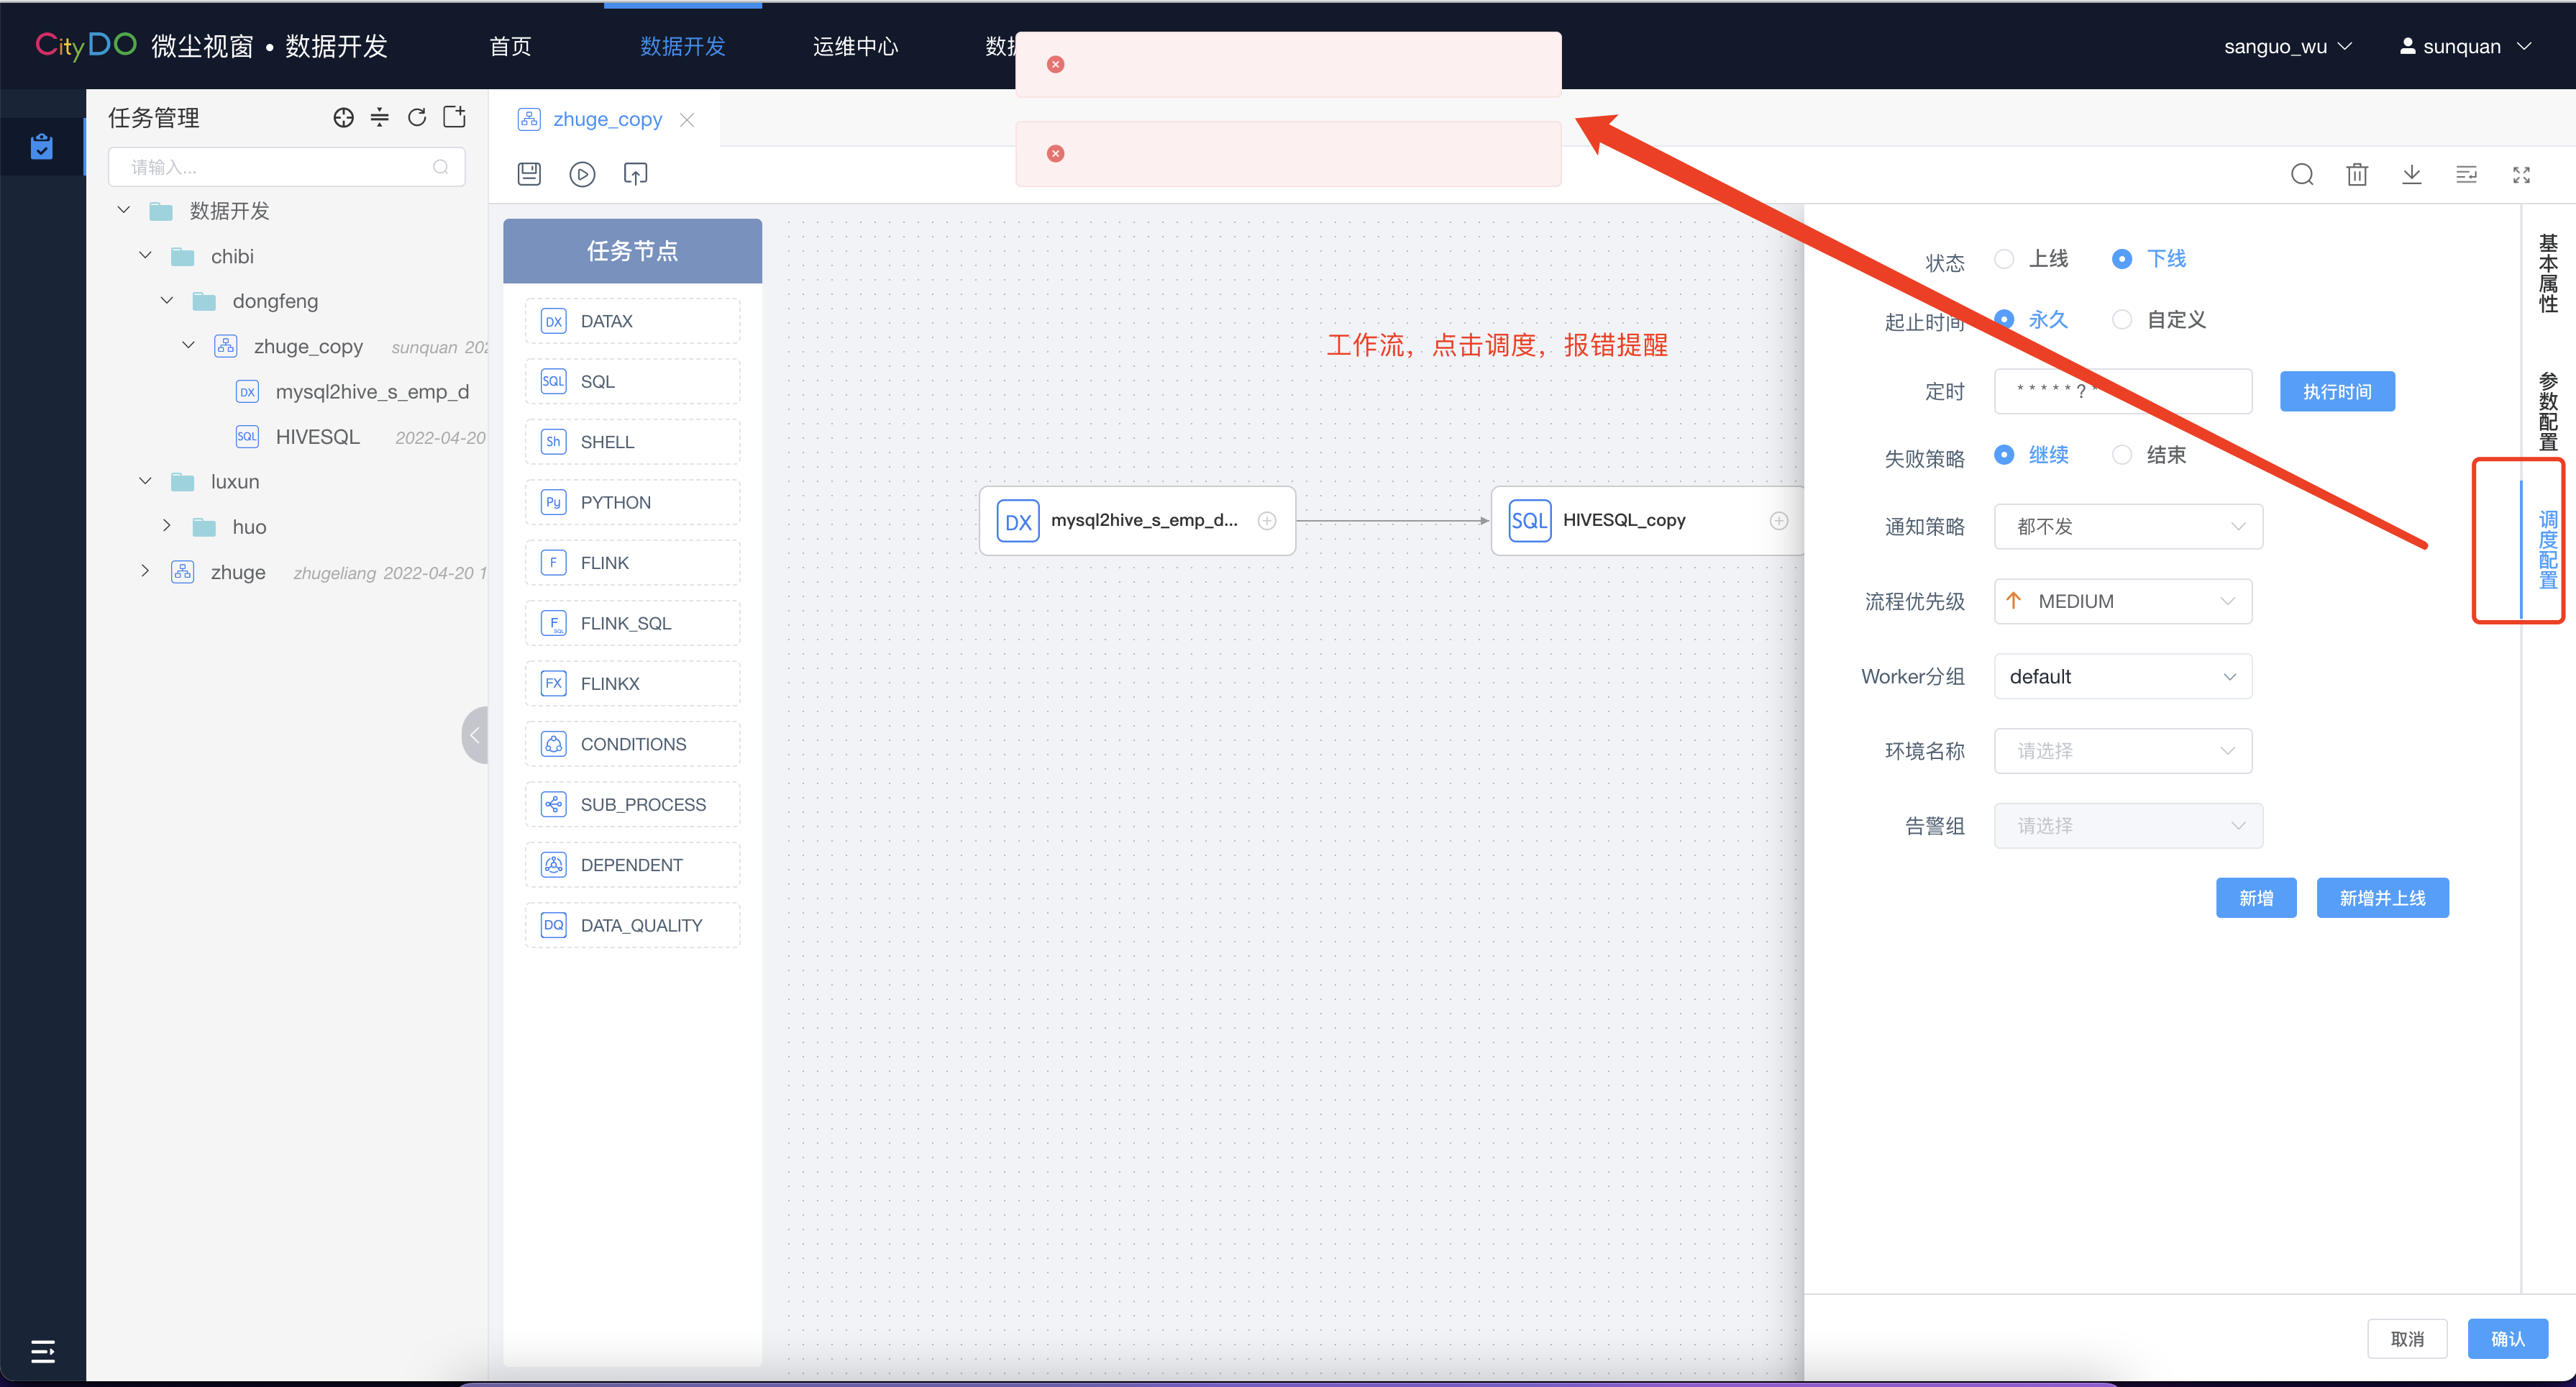 CityDO 微尘视窗 • 数据开发
首页
数据开发
运维中心
sanguo_wu
sunquan
任务管理
请输入...
数据开发
chibi
dongfeng
zhuge_copy sunquan
mysql2hive_s_emp_d
HIVESQL 2022-04-20
luxun
huo
zhuge zhugeliang 2022-04-20 1
zhuge_copy
任务节点
DX DATAX
SQL SQL
Sh SHELL
Py PYTHON
F FLINK
F SQL FLINK_SQL
FX FLINKX
CONDITIONS
SUB_PROCESS
DEPENDENT
DQ DATA_QUALITY
工作流，点击调度，报错提醒
DX mysql2hive_s_emp_d...
SQL HIVESQL_copy
状态 上线 下线
起止时间 永久 自定义
定时 * * * * * ? * 执行时间
失败策略 继续 结束
通知策略 都不发
流程优先级 MEDIUM
Worker分组 default
环境名称 请选择
告警组 请选择
新增 新增并上线
基本属性
参数配置
调度配置
取消 确认